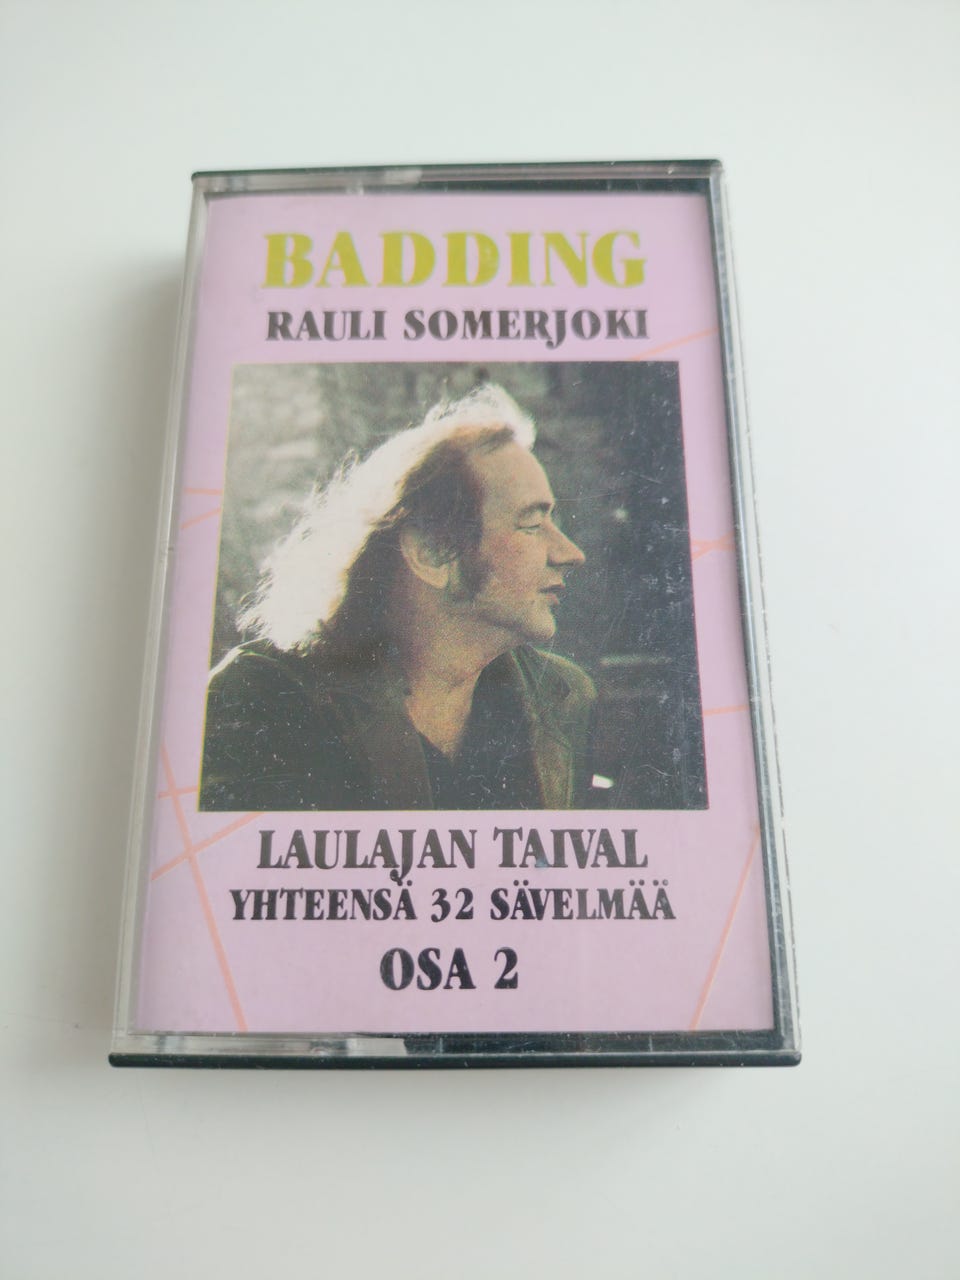 BADDING
RAULI SOMERJOKI
LAULAJAN TAIVAL
YHTEENSÄ 32 SÄVELMÄÄ
OSA 2